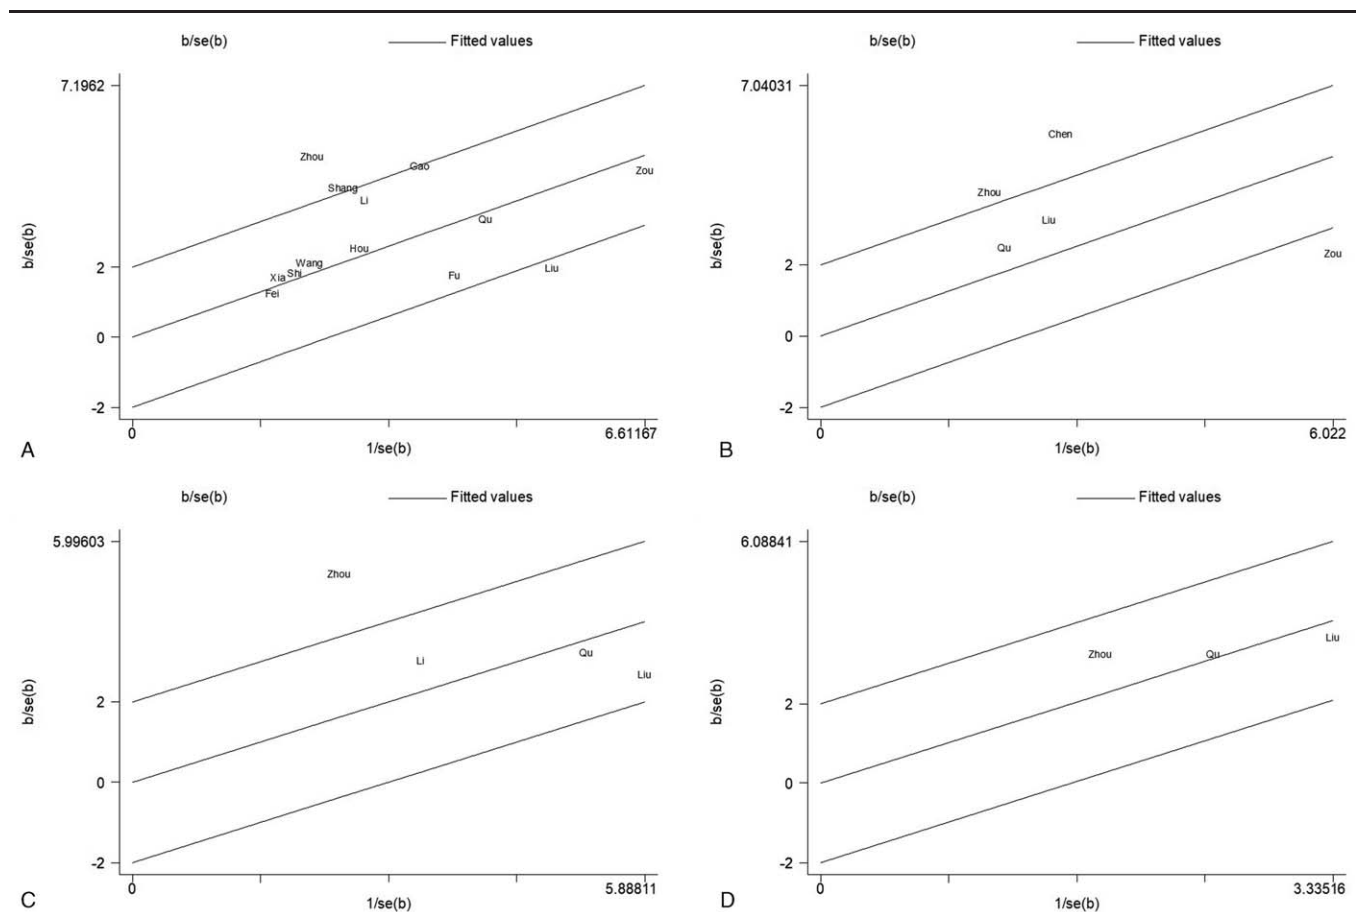 b/se(b) Fitted values
7.1962
Zhou
Gao
Zou
Shang
Li
Qu
Hou
b/se(b)
2
Wang
Shi
Xia
Fu
Liu
Fei
0
-2
0 6.61167
A
1/se(b)
b/se(b) Fitted values
7.04031
Chen
Zhou
Liu
Qu
Zou
b/se(b)
2
0
-2
0 6.022
B
1/se(b)
b/se(b) Fitted values
5.99603
Zhou
Li
Qu
Liu
b/se(b)
2
0
-2
0 5.88811
C
1/se(b)
b/se(b) Fitted values
6.08841
Liu
Zhou
Qu
b/se(b)
2
0
-2
0 3.33516
D
1/se(b)